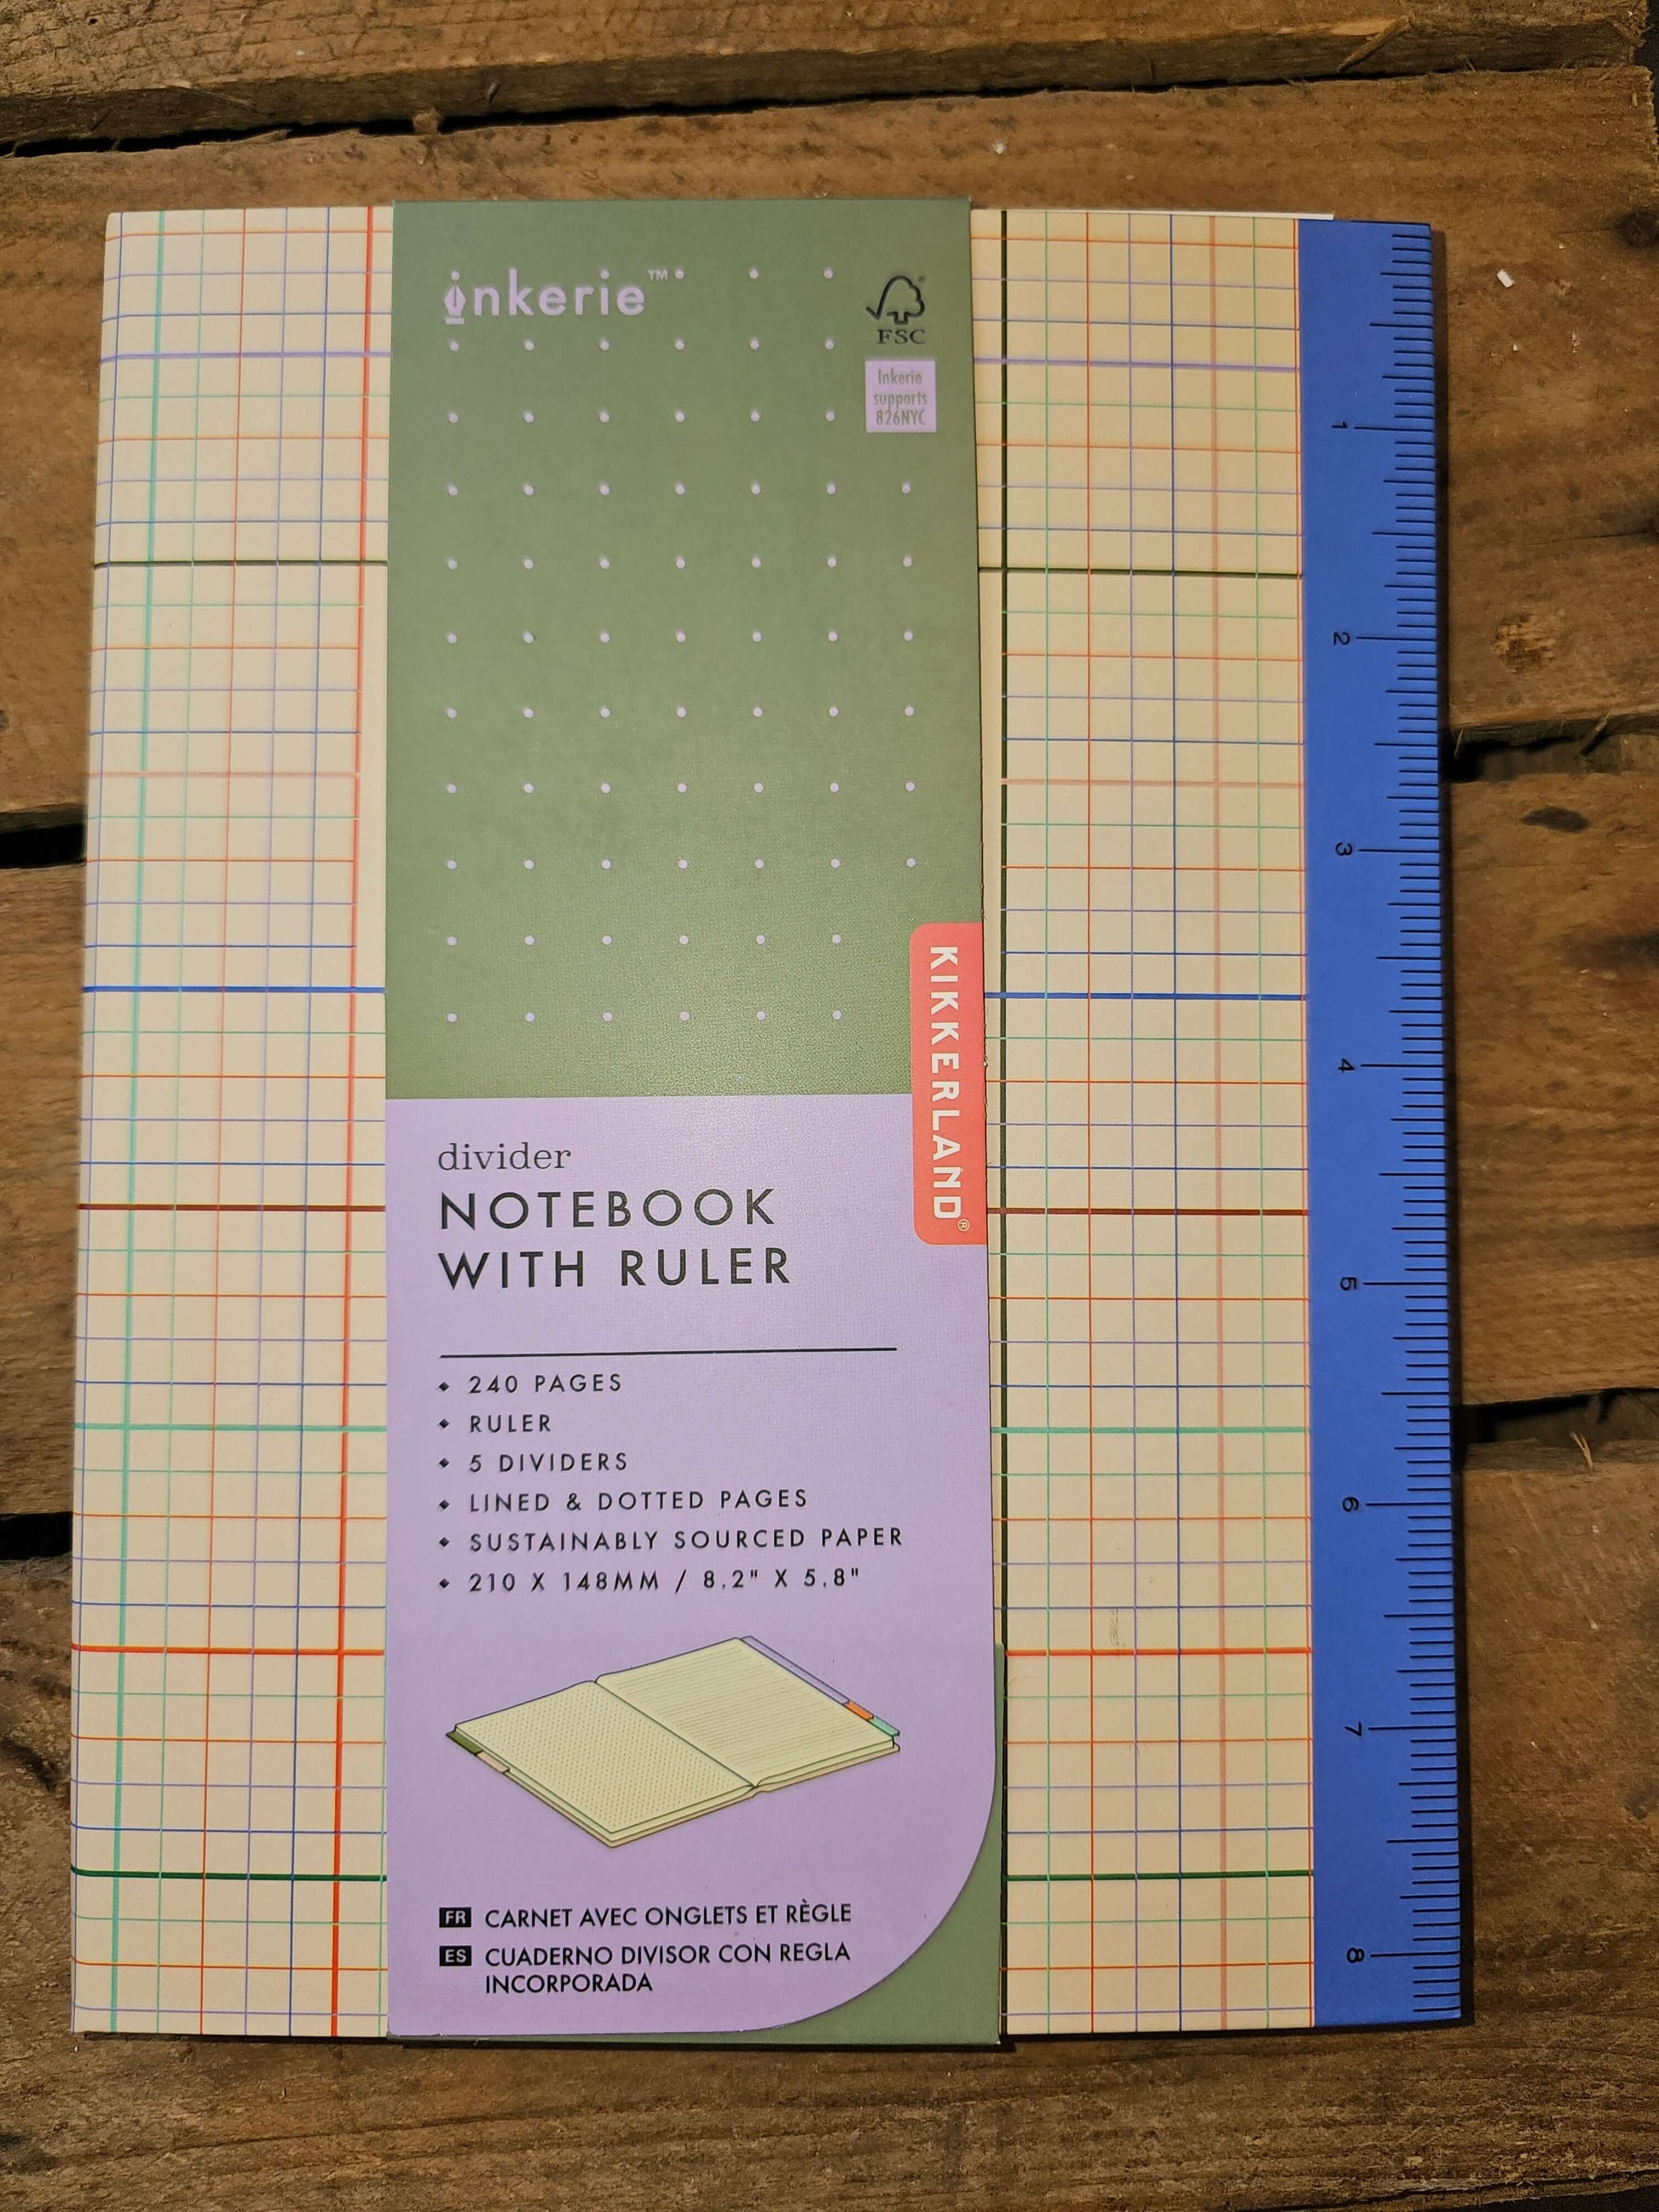 inkerie™
FSC®
Inkerie
supports
826NYC
KIKKERLAND®
divider
NOTEBOOK
WITH RULER
• 240 PAGES
• RULER
• 5 DIVIDERS
• LINED & DOTTED PAGES
• SUSTAINABLY SOURCED PAPER
• 210 X 148MM / 8.2" X 5.8"
FR CARNET AVEC ONGLETS ET RÈGLE
ES CUADERNO DIVISOR CON REGLA
INCORPORADA
1
2
3
4
5
6
7
8